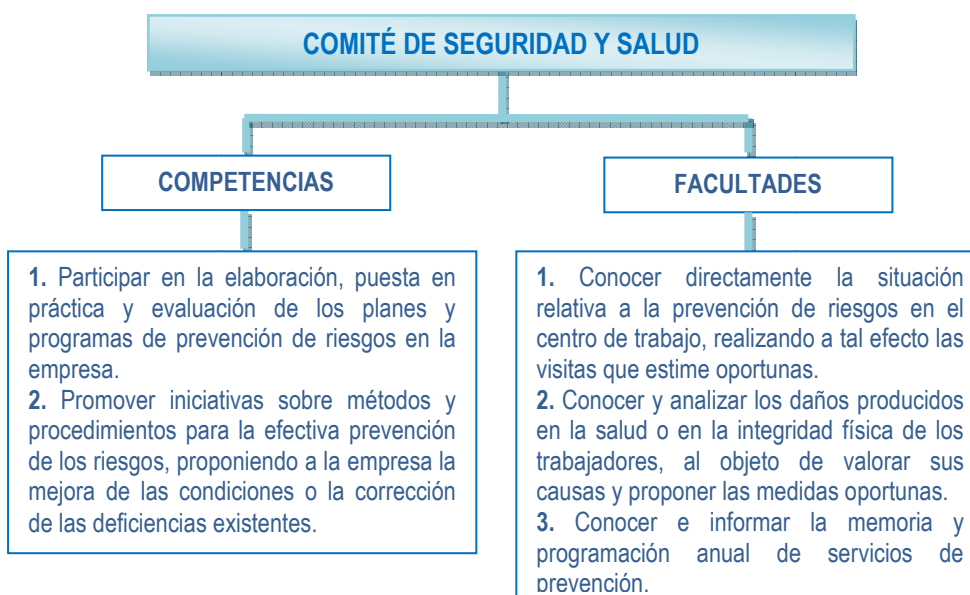 COMITÉ DE SEGURIDAD Y SALUD
COMPETENCIAS
1. Participar en la elaboración, puesta en
práctica y evaluación de los planes y
programas de prevención de riesgos en la
empresa.
2. Promover iniciativas sobre métodos y
procedimientos para la efectiva prevención
de los riesgos, proponiendo a la empresa la
mejora de las condiciones o la corrección
de las deficiencias existentes.
FACULTADES
1. Conocer directamente la situación
relativa a la prevención de riesgos en el
centro de trabajo, realizando a tal efecto las
visitas que estime oportunas.
2. Conocer y analizar los daños producidos
en la salud o en la integridad física de los
trabajadores, al objeto de valorar sus
causas y proponer las medidas oportunas.
3. Conocer e informar la memoria y
programación anual de servicios de
prevención.